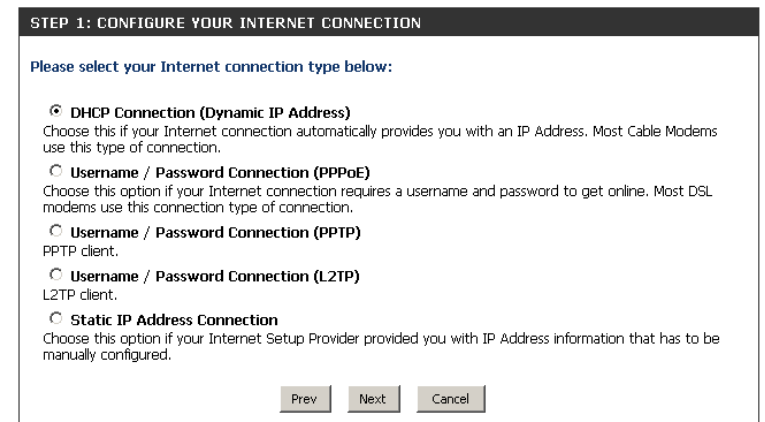 STEP 1: CONFIGURE YOUR INTERNET CONNECTION
Please select your Internet connection type below:
DHCP Connection (Dynamic IP Address)
Choose this if your Internet connection automatically provides you with an IP Address. Most Cable Modems
use this type of connection.
Username / Password Connection (PPPoE)
Choose this option if your Internet connection requires a username and password to get online. Most DSL
modems use this connection type of connection.
Username / Password Connection (PPTP)
PPTP client.
Username / Password Connection (L2TP)
L2TP client.
Static IP Address Connection
Choose this option if your Internet Setup Provider provided you with IP Address information that has to be
manually configured.
Prev Next Cancel